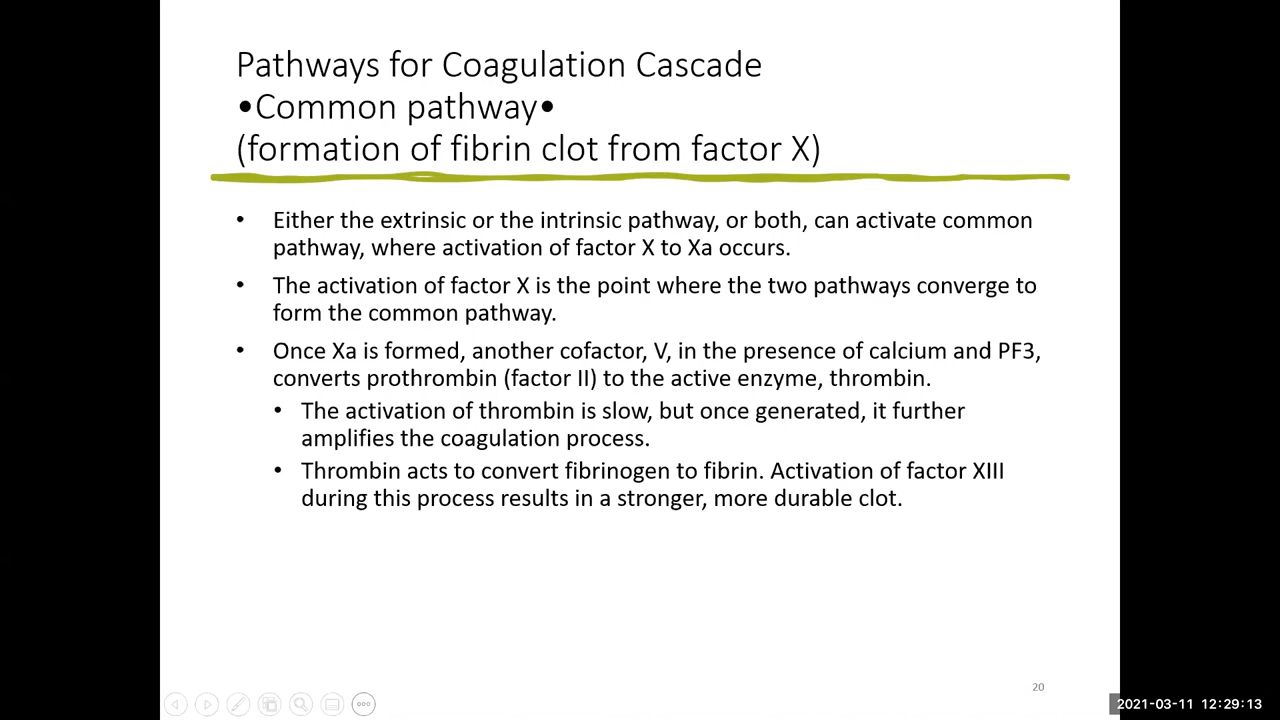 Pathways for Coagulation Cascade
•Common pathway•
(formation of fibrin clot from factor X)
• Either the extrinsic or the intrinsic pathway, or both, can activate common
pathway, where activation of factor X to Xa occurs.
• The activation of factor X is the point where the two pathways converge to
form the common pathway.
• Once Xa is formed, another cofactor, V, in the presence of calcium and PF3,
converts prothrombin (factor II) to the active enzyme, thrombin.
• The activation of thrombin is slow, but once generated, it further
amplifies the coagulation process.
• Thrombin acts to convert fibrinogen to fibrin. Activation of factor XIII
during this process results in a stronger, more durable clot.
20
2021-03-11 12:29:13